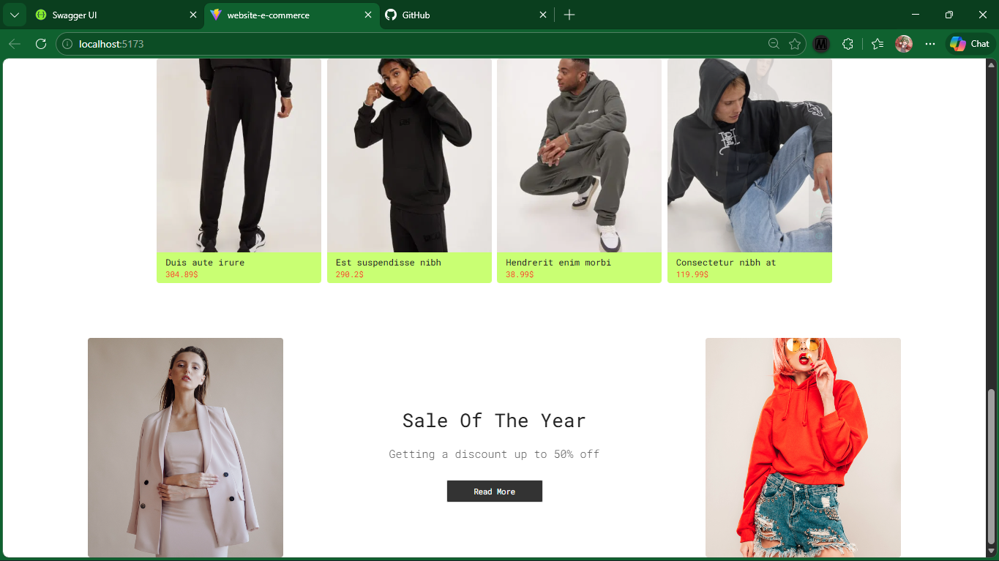 Swagger UI
website-e-commerce
GitHub
localhost:5173
Chat
Duis aute irure
304.89$
Est suspendisse nibh
290.2$
Hendrerit enim morbi
38.99$
Consectetur nibh at
119.99$
Sale Of The Year
Getting a discount up to 50% off
Read More